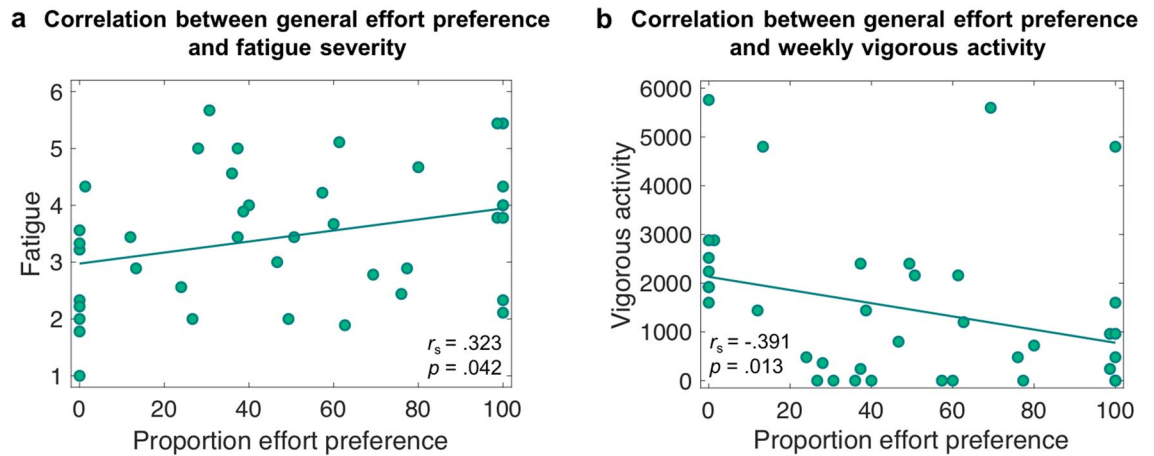 a Correlation between general effort preference
and fatigue severity
6
5
4
3
2
1
Fatigue
rs = .323
p = .042
0 20 40 60 80 100
Proportion effort preference
b Correlation between general effort preference
and weekly vigorous activity
6000
5000
4000
3000
2000
1000
0
Vigorous activity
rs = -.391
p = .013
0 20 40 60 80 100
Proportion effort preference